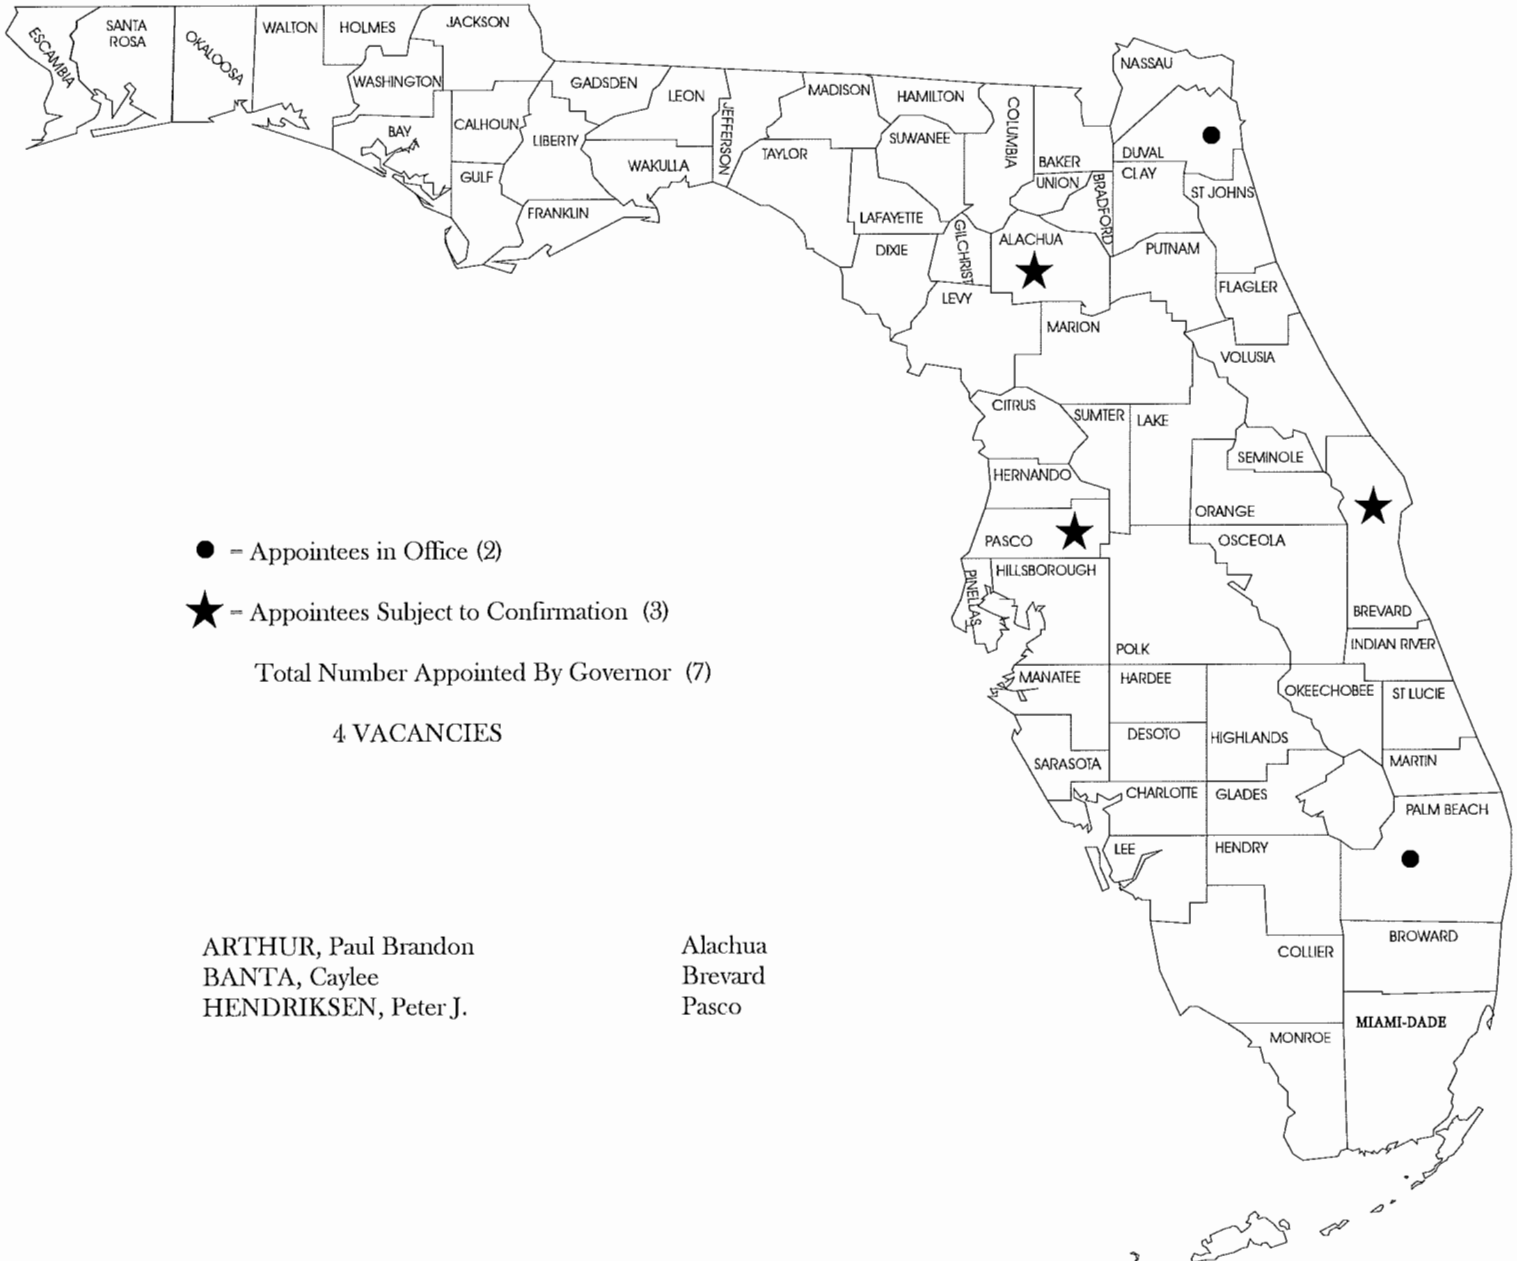 ESCAMBIA
SANTA
ROSA
OKALOOSA
WALTON
HOLMES
JACKSON
WASHINGTON
BAY
CALHOUN
GULF
GADSDEN
LIBERTY
FRANKLIN
LEON
WAKULLA
JEFFERSON
MADISON
TAYLOR
HAMILTON
SUWANEE
LAFAYETTE
DIXIE
COLUMBIA
GILCHRIST
BAKER
UNION
BRADFORD
NASSAU
DUVAL
CLAY
ST JOHNS
ALACHUA
PUTNAM
FLAGLER
LEVY
MARION
VOLUSIA
CITRUS
SUMTER
LAKE
SEMINOLE
HERNANDO
ORANGE
PASCO
OSCEOLA
HILLSBOROUGH
PINELLAS
BREVARD
POLK
INDIAN RIVER
MANATEE
HARDEE
OKEECHOBEE
ST LUCIE
DESOTO
HIGHLANDS
SARASOTA
MARTIN
CHARLOTTE
GLADES
PALM BEACH
LEE
HENDRY
BROWARD
COLLIER
MIAMI-DADE
MONROE
= Appointees in Office (2)
= Appointees Subject to Confirmation (3)
Total Number Appointed By Governor (7)
4 VACANCIES
ARTHUR, Paul Brandon Alachua
BANTA, Caylee Brevard
HENDRIKSEN, Peter J. Pasco